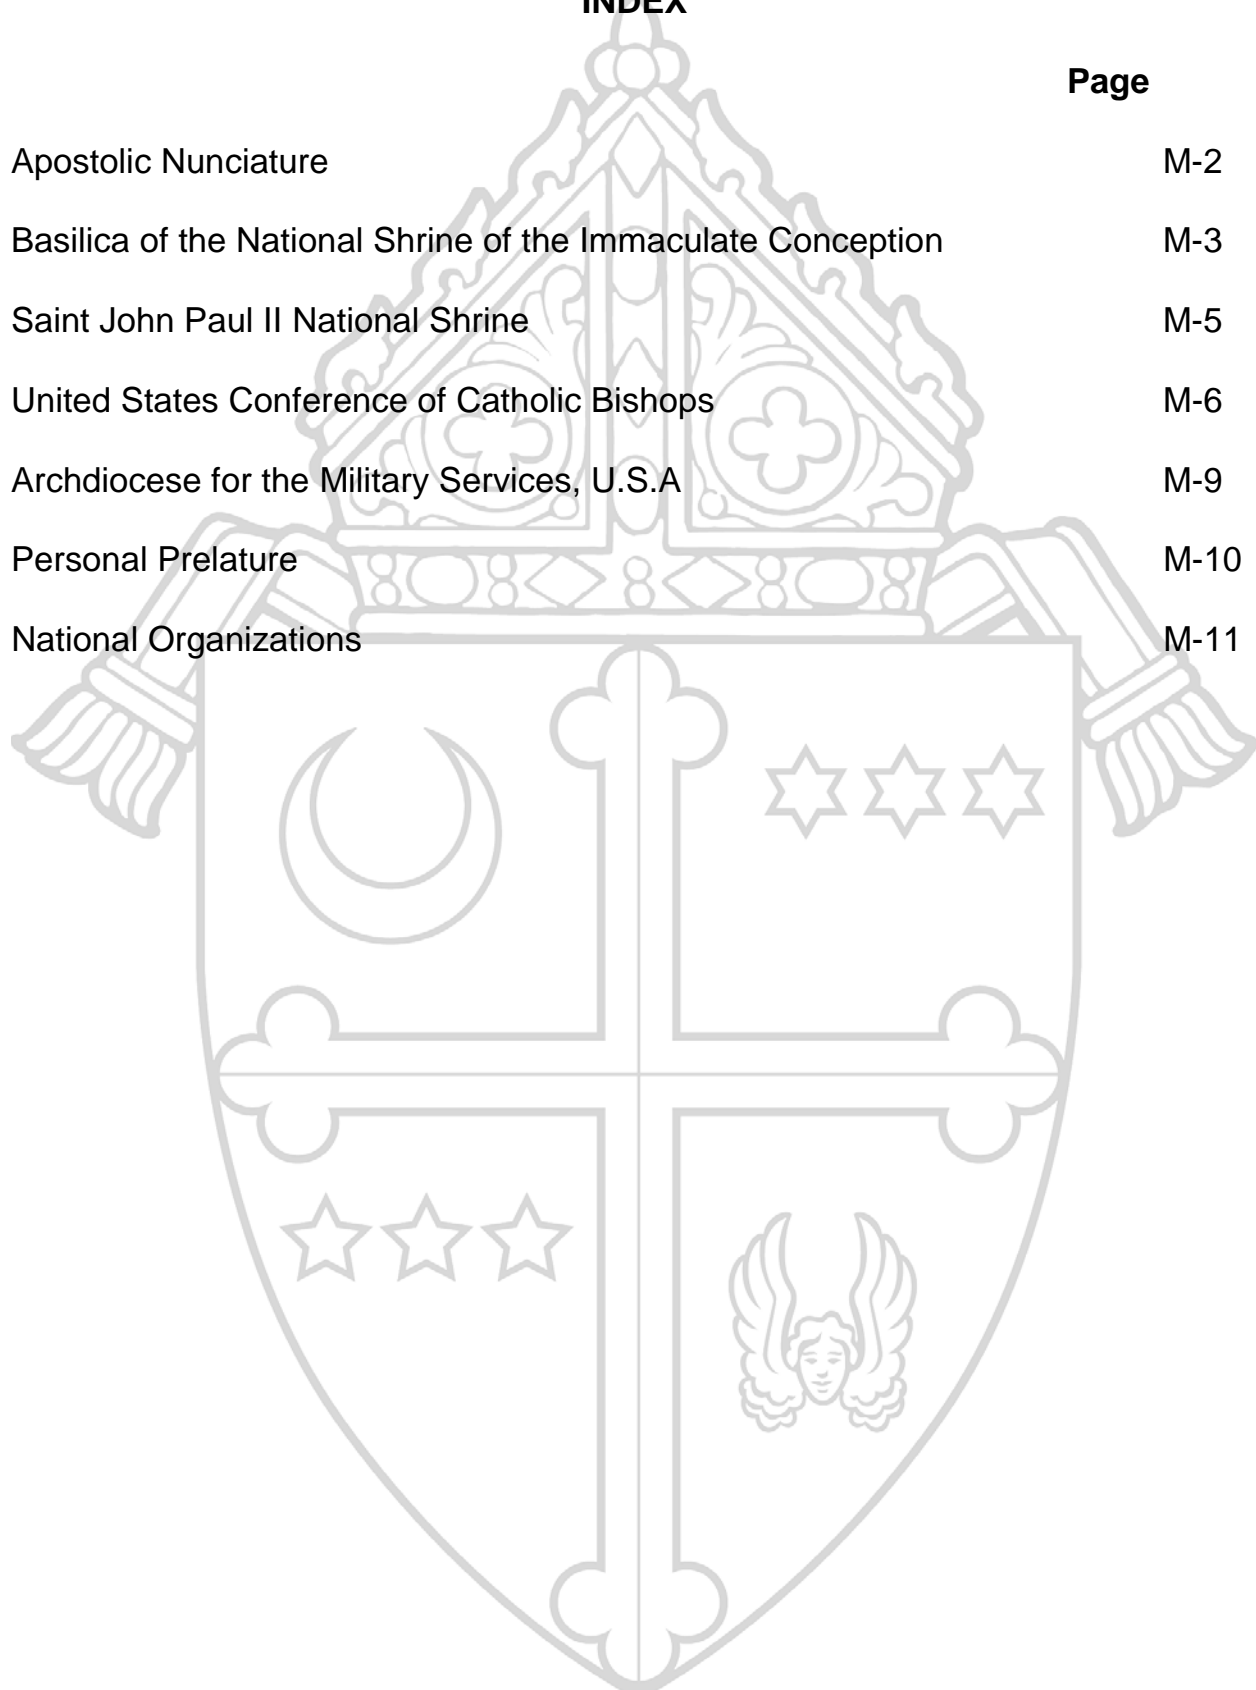 INDEX
Page
Apostolic Nunciature M-2
Basilica of the National Shrine of the Immaculate Conception M-3
Saint John Paul II National Shrine M-5
United States Conference of Catholic Bishops M-6
Archdiocese for the Military Services, U.S.A M-9
Personal Prelature M-10
National Organizations M-11